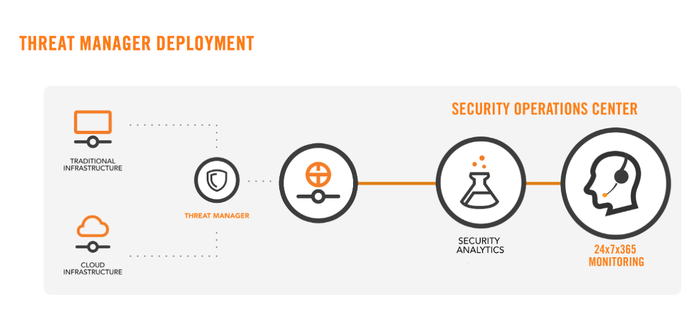 THREAT MANAGER DEPLOYMENT
SECURITY OPERATIONS CENTER
TRADITIONAL
INFRASTRUCTURE
THREAT MANAGER
CLOUD
INFRASTRUCTURE
SECURITY
ANALYTICS
24x7x365
MONITORING